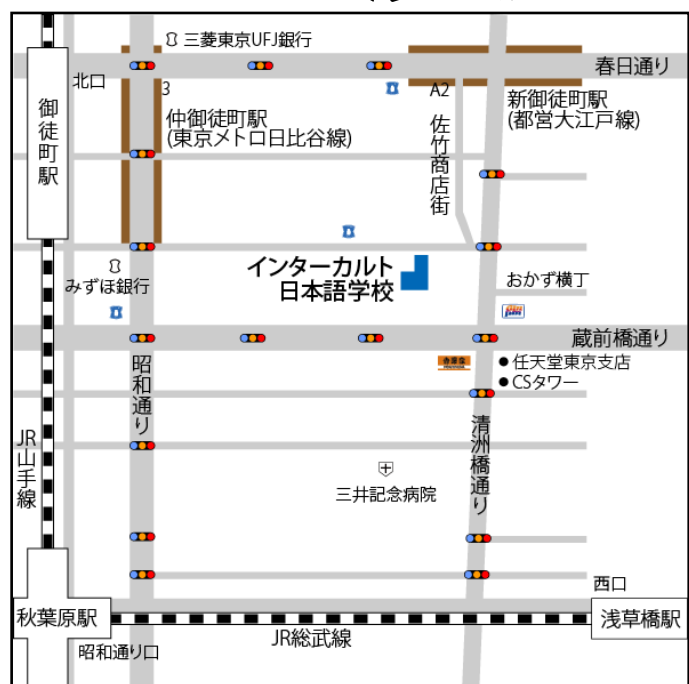 三菱東京UFJ銀行
春日通り
北口
3
A2
御徒町駅
仲御徒町駅
(東京メトロ日比谷線)
新御徒町駅
(都営大江戸線)
佐竹商店街
インターカルト
日本語学校
みずほ銀行
おかず横丁
蔵前橋通り
昭和通り
任天堂東京支店
CSタワー
清洲橋通り
JR山手線
三井記念病院
西口
秋葉原駅
浅草橋駅
JR総武線
昭和通り口